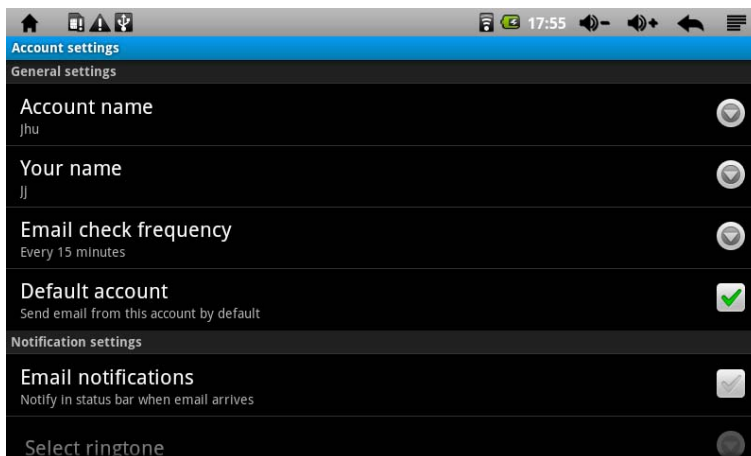 17:55
Account settings
General settings
Account name
Jhu
Your name
JJ
Email check frequency
Every 15 minutes
Default account
Send email from this account by default
Notification settings
Email notifications
Notify in status bar when email arrives
Select ringtone